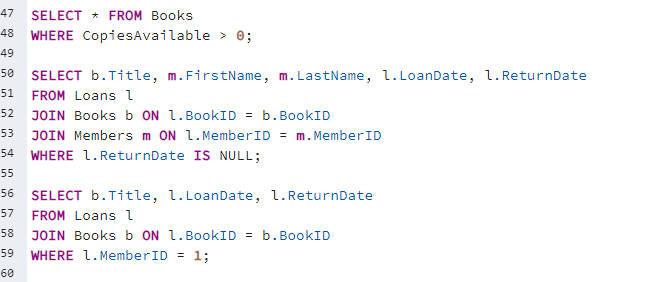 47 SELECT * FROM Books
48 WHERE CopiesAvailable > 0;
49
50 SELECT b.Title, m.FirstName, m.LastName, l.LoanDate, l.ReturnDate
51 FROM Loans l
52 JOIN Books b ON l.BookID = b.BookID
53 JOIN Members m ON l.MemberID = m.MemberID
54 WHERE l.ReturnDate IS NULL;
55
56 SELECT b.Title, l.LoanDate, l.ReturnDate
57 FROM Loans l
58 JOIN Books b ON l.BookID = b.BookID
59 WHERE l.MemberID = 1;
60